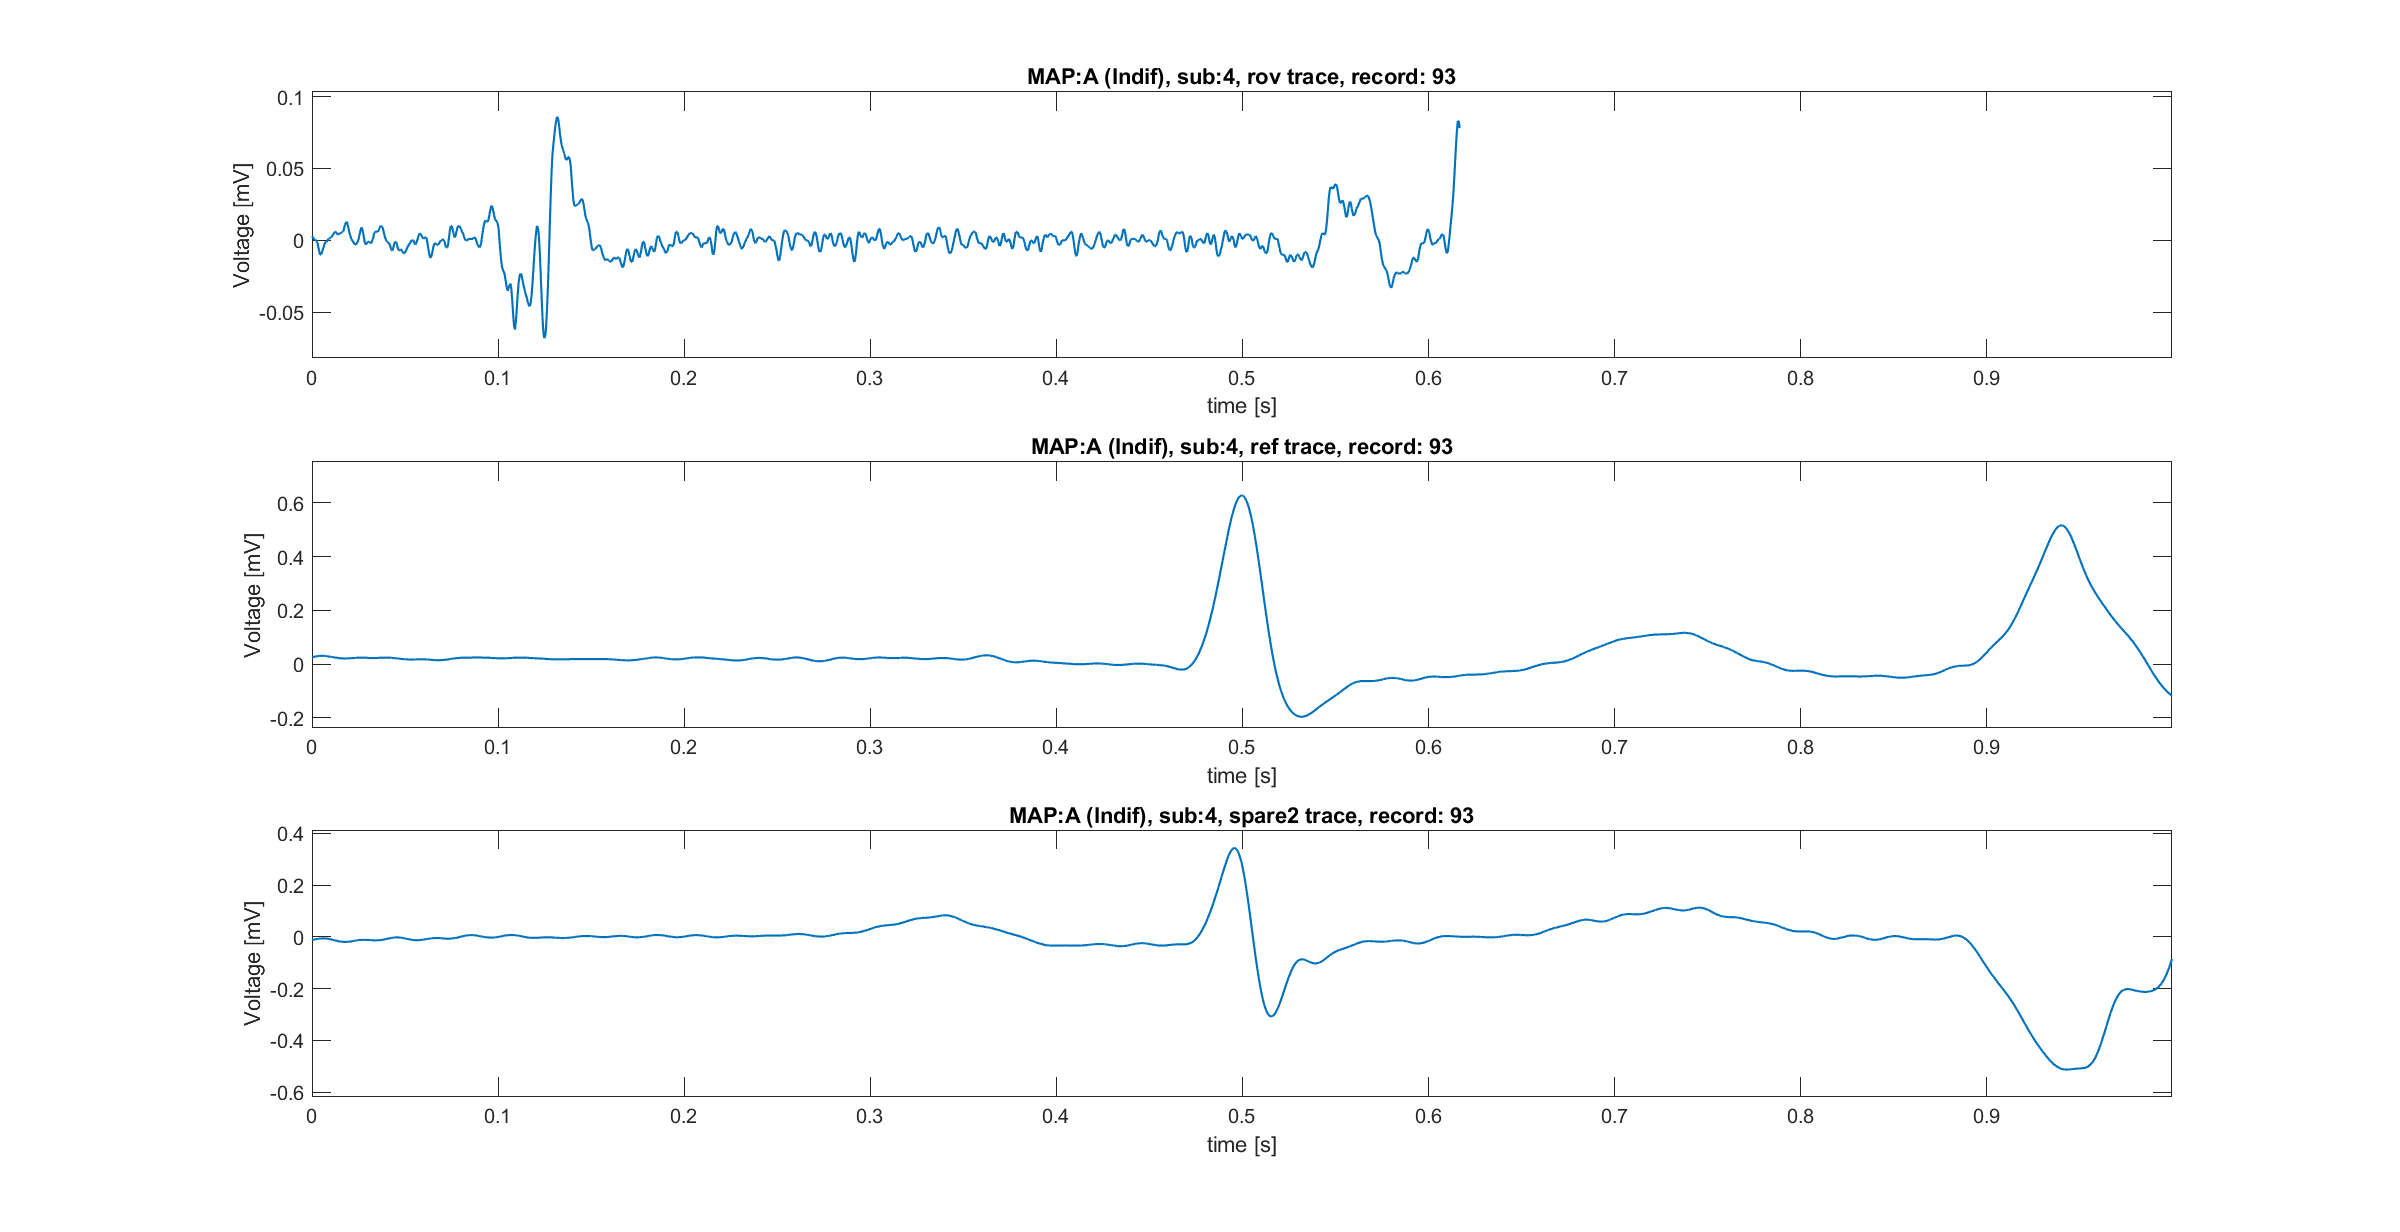 MAP:A (Indif), sub:4, rov trace, record: 93
0.1
0.05
0
-0.05
Voltage [mV]
0 0.1 0.2 0.3 0.4 0.5 0.6 0.7 0.8 0.9
time [s]
MAP:A (Indif), sub:4, ref trace, record: 93
0.6
0.4
0.2
0
-0.2
Voltage [mV]
0 0.1 0.2 0.3 0.4 0.5 0.6 0.7 0.8 0.9
time [s]
MAP:A (Indif), sub:4, spare2 trace, record: 93
0.4
0.2
0
-0.2
-0.4
-0.6
Voltage [mV]
0 0.1 0.2 0.3 0.4 0.5 0.6 0.7 0.8 0.9
time [s]